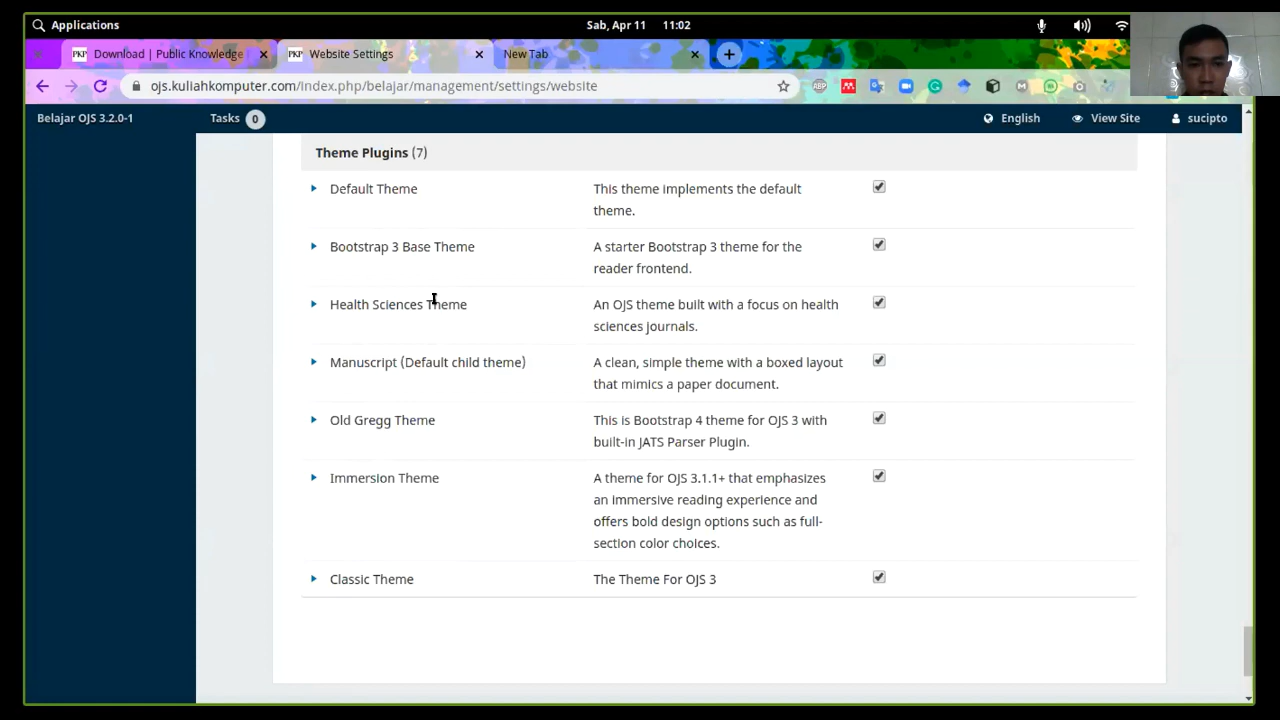 Applications
Sab, Apr 11 11:02
PKP Download | Public Knowledge
PKP Website Settings
New Tab
ojs.kuliahkomputer.com/index.php/belajar/management/settings/website
Belajar OJS 3.2.0-1
Tasks 0
English
View Site
sucipto
Theme Plugins (7)
Default Theme
This theme implements the default
theme.
Bootstrap 3 Base Theme
A starter Bootstrap 3 theme for the
reader frontend.
Health Sciences Theme
An OJS theme built with a focus on health
sciences journals.
Manuscript (Default child theme)
A clean, simple theme with a boxed layout
that mimics a paper document.
Old Gregg Theme
This is Bootstrap 4 theme for OJS 3 with
built-in JATS Parser Plugin.
Immersion Theme
A theme for OJS 3.1.1+ that emphasizes
an immersive reading experience and
offers bold design options such as full-
section color choices.
Classic Theme
The Theme For OJS 3